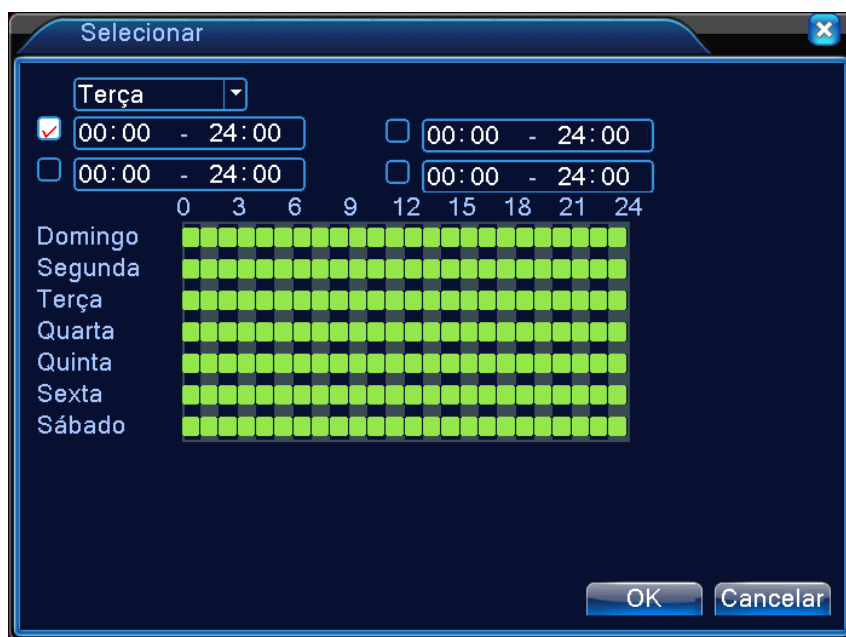 Selecionar
Terça
00:00 - 24:00 00:00 - 24:00
00:00 - 24:00 00:00 - 24:00
0 3 6 9 12 15 18 21 24
Domingo
Segunda
Terça
Quarta
Quinta
Sexta
Sábado
OK Cancelar